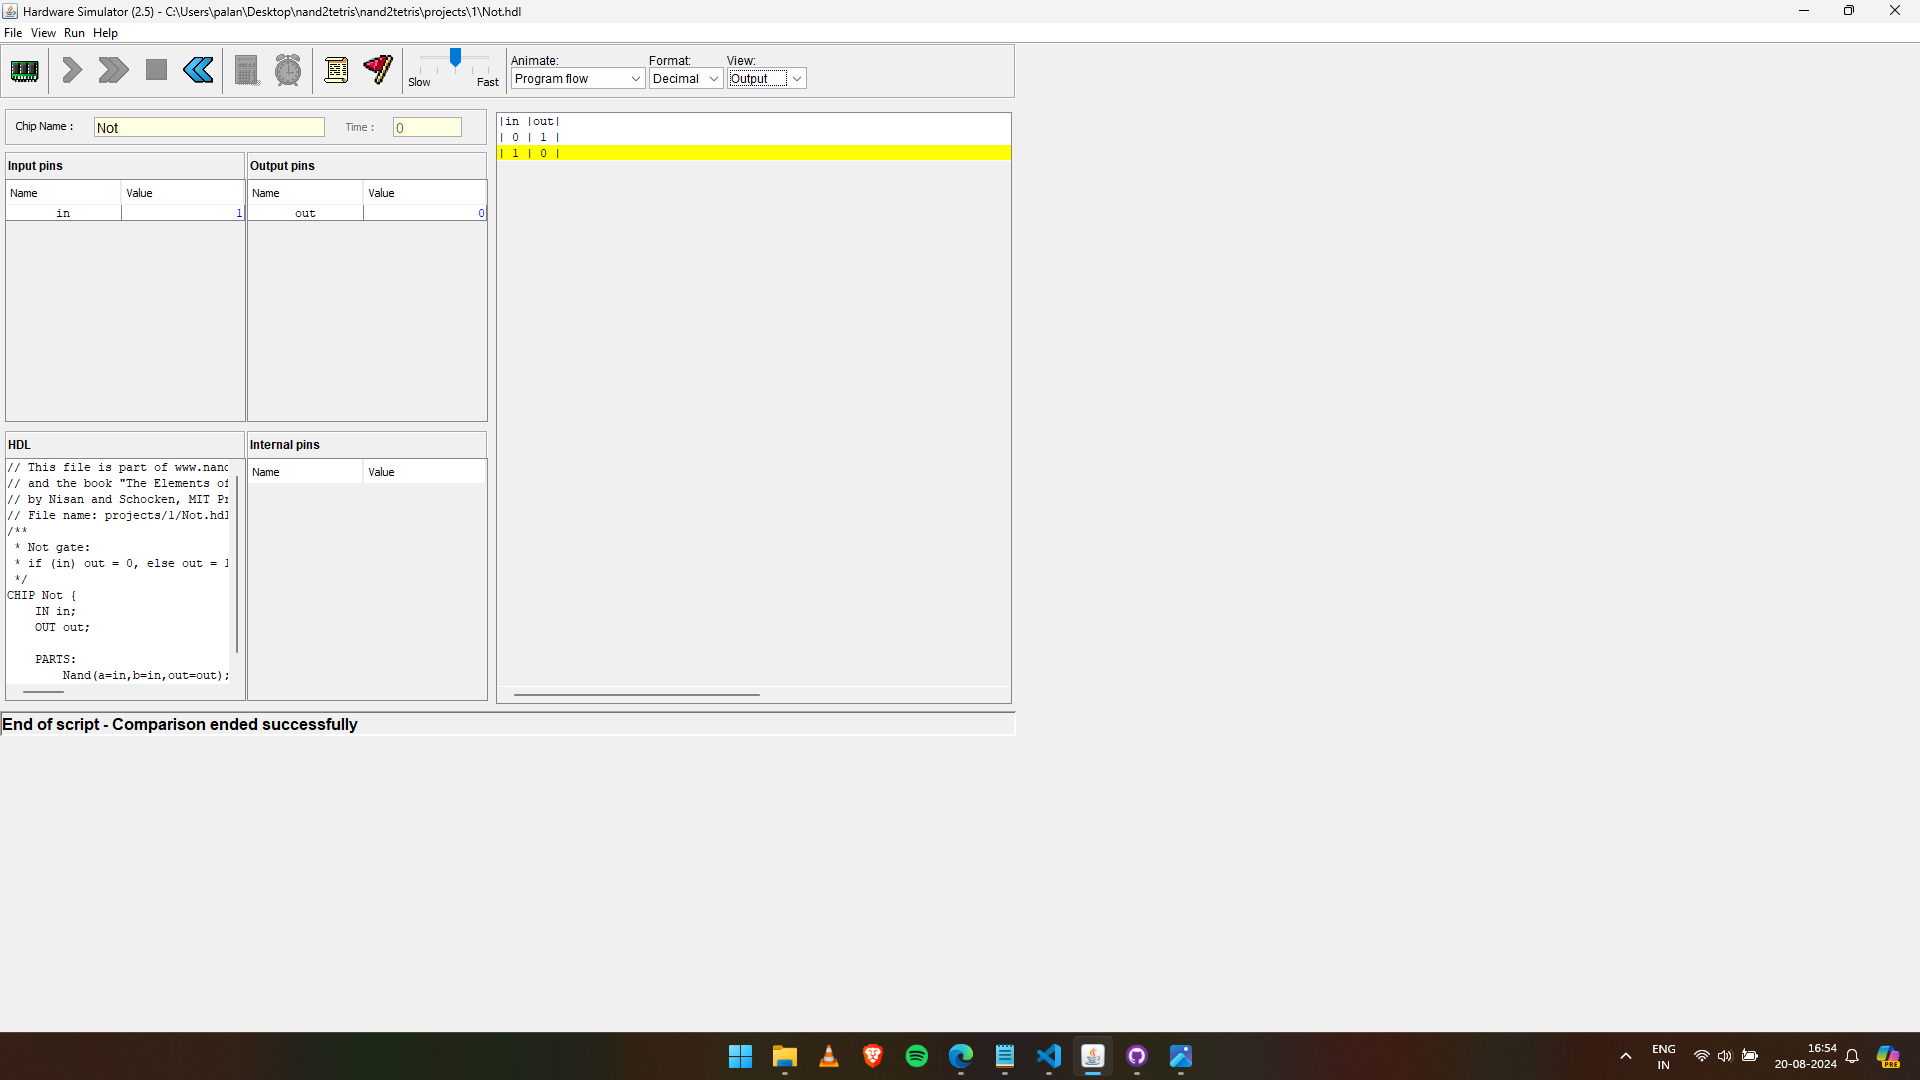 Hardware Simulator (2.5) - C:\Users\palan\Desktop\nand2tetris\nand2tetris\projects\1\Not.hdl
File View Run Help
Slow Fast
Animate: Format: View:
Program flow Decimal Output
Chip Name : Not Time : 0
Input pins Output pins
Name Value Name Value
in 1 out 0
|in |out|
| 0 | 1 |
| 1 | 0 |
HDL
// This file is part of www.nand
// and the book "The Elements of
// by Nisan and Schocken, MIT Pr
// File name: projects/1/Not.hdl
/**
 * Not gate:
 * if (in) out = 0, else out = 1
 */
CHIP Not {
    IN in;
    OUT out;
    PARTS:
        Nand(a=in,b=in,out=out);
Internal pins
Name Value
End of script - Comparison ended successfully
ENG
IN
16:54
20-08-2024
PRE